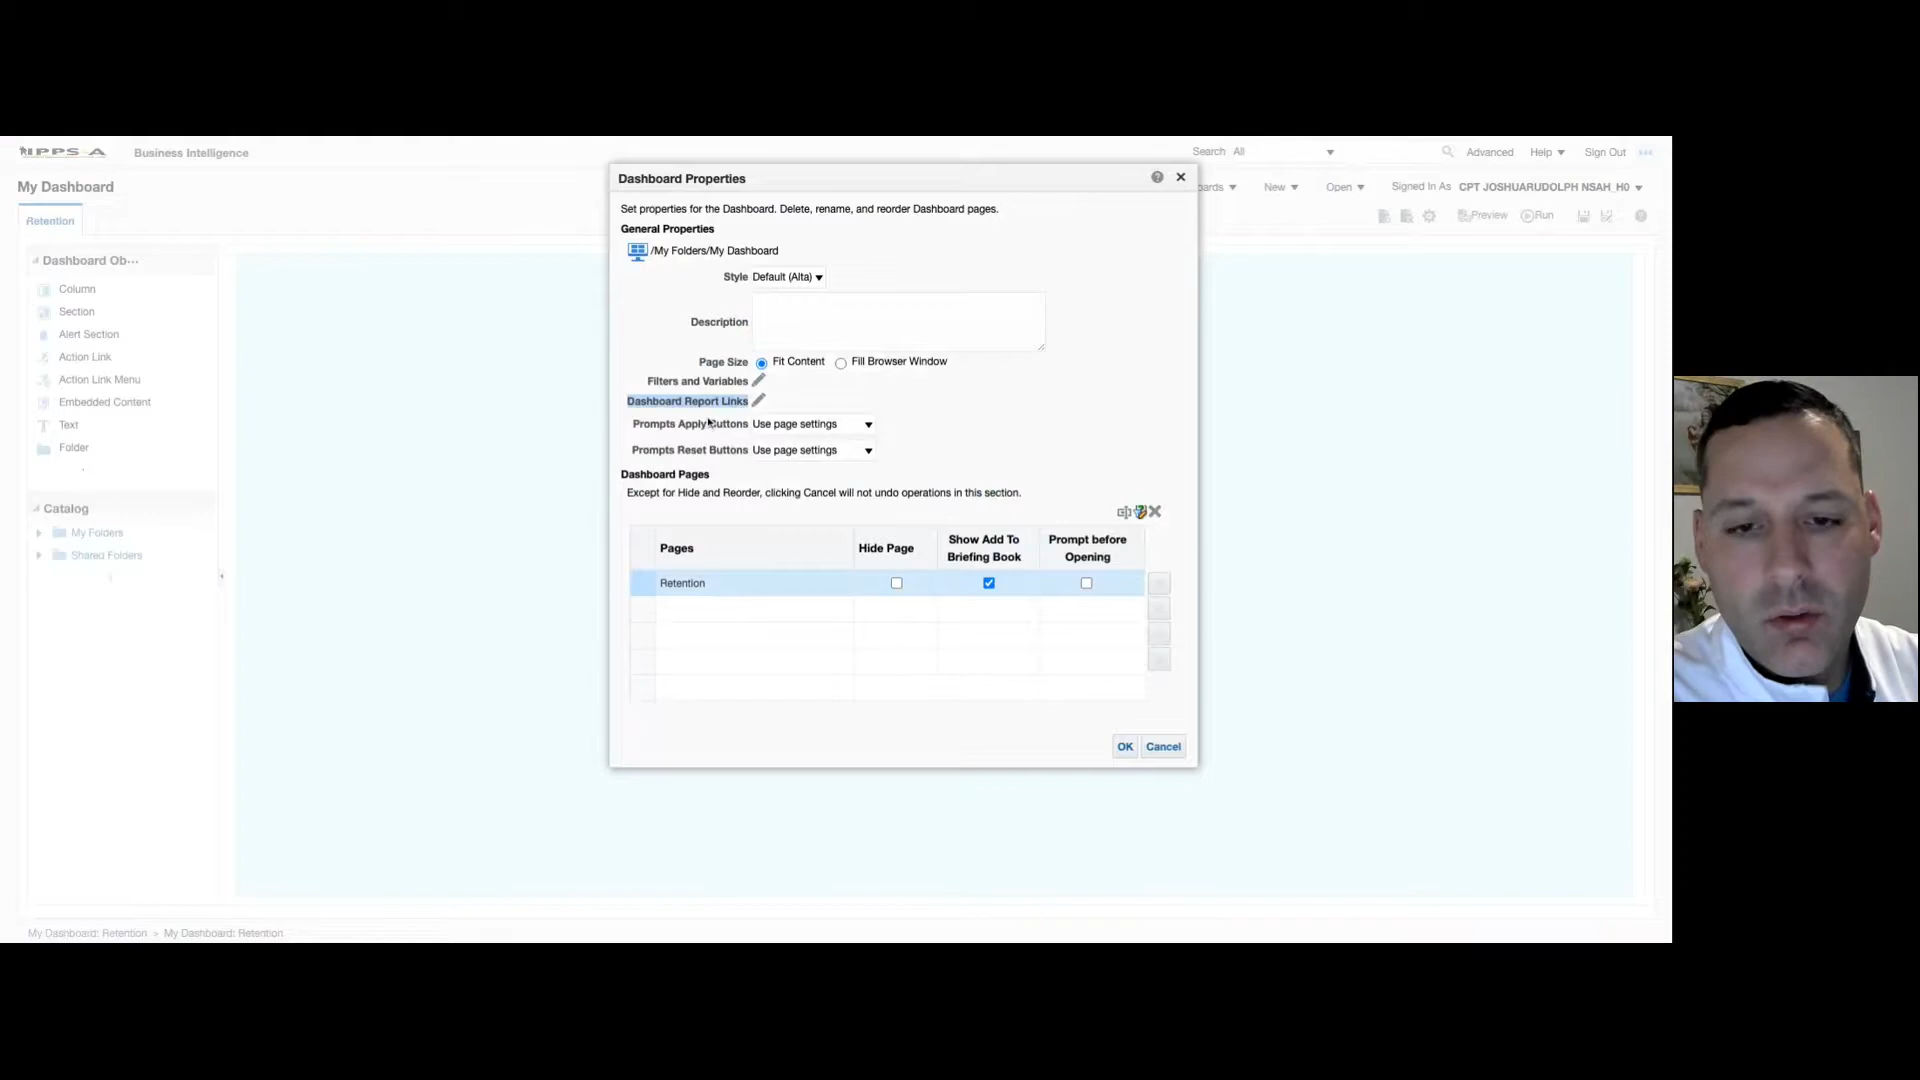 IPPS-A Business Intelligence
Search All Advanced Help Sign Out
My Dashboard
New Open Signed In As CPT JOSHUARUDOLPH NSAH_H0
Retention
Preview Run
Dashboard Ob···
Column
Section
Alert Section
Action Link
Action Link Menu
Embedded Content
Text
Folder
Catalog
My Folders
Shared Folders
Dashboard Properties
Set properties for the Dashboard. Delete, rename, and reorder Dashboard pages.
General Properties
/My Folders/My Dashboard
Style Default (Alta)
Description
Page Size Fit Content Fill Browser Window
Filters and Variables
Dashboard Report Links
Prompts Apply Buttons Use page settings
Prompts Reset Buttons Use page settings
Dashboard Pages
Except for Hide and Reorder, clicking Cancel will not undo operations in this section.
Pages Hide Page Show Add To Briefing Book Prompt before Opening
Retention
OK Cancel
My Dashboard: Retention > My Dashboard: Retention